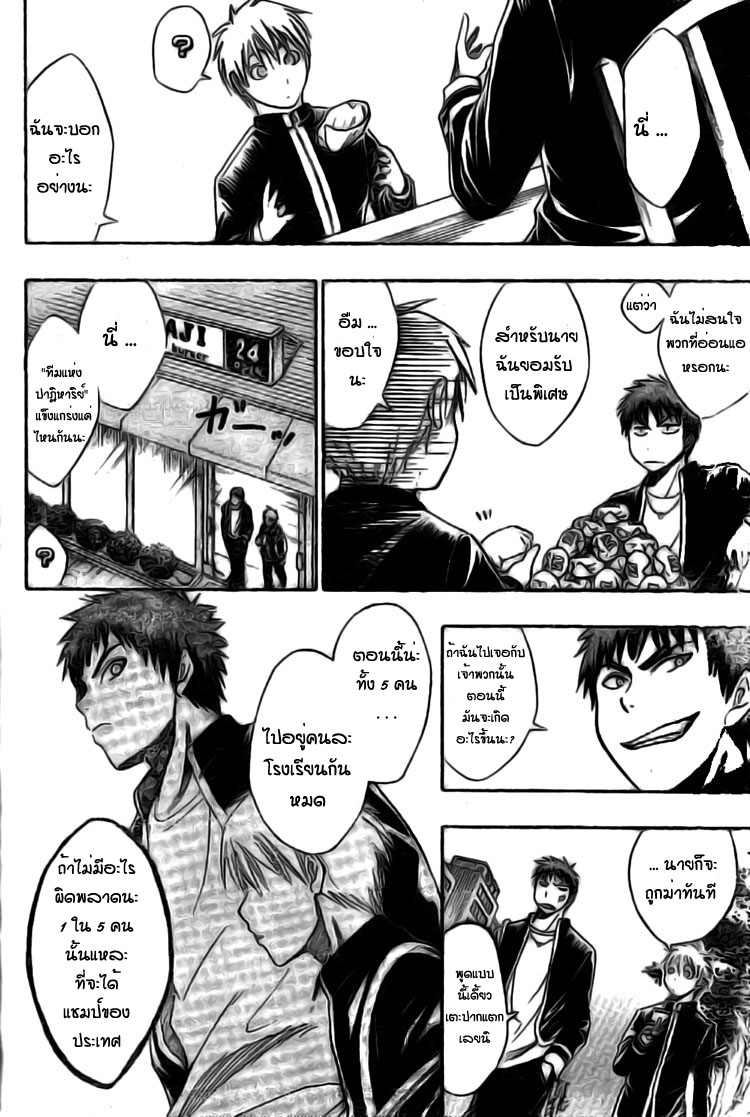 นี่ ...
?
ฉันจะบอก
อะไร
อย่างนะ
ฉันไม่สนใจ
พวกที่อ่อนแอ
หรอกนะ
แต่ว่า
สำหรับนาย
ฉันยอมรับ
เป็นพิเศษ
อืม ...
ขอบใจ
นะ
AJI
burger
24
open
ガーッ
นี่ ...
"ทีมแห่ง
ปาฏิหาริย์"
แข็งแกร่งแค่
ไหนกันนะ
?
ถ้าฉันไปเจอกับ
เจ้าพวกนั้น
ตอนนี้
มันจะเกิด
อะไรขึ้นนะ?
... นายก็จะ
ถูกฆ่าทันที
พูดแบบ
นี้เดี๋ยว
เตะปากแตก
เลยนิ
ตอนนี้น่ะ
ทั้ง 5 คน
...
ไปอยู่คนละ
โรงเรียนกัน
หมด
ถ้าไม่มีอะไร
ผิดพลาดนะ
1 ใน 5 คน
นั้นแหละ
ที่จะได้
แชมป์ของ
ประเทศ